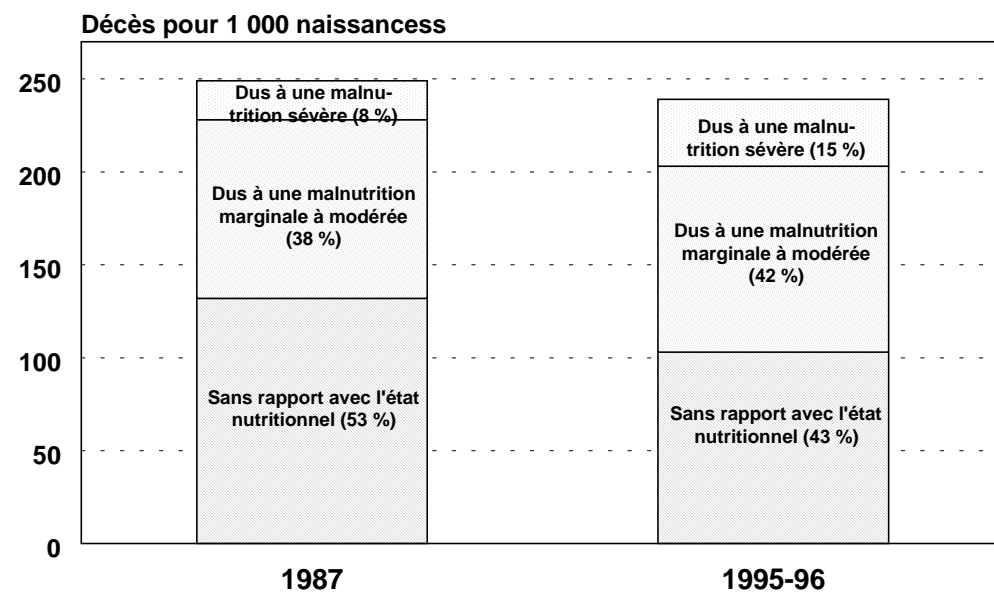 Décès pour 1 000 naissancess
250
200
150
100
50
0
Dus à une malnu-
trition sévère (8 %)
Dus à une malnutrition
marginale à modérée
(38 %)
Sans rapport avec l'état
nutritionnel (53 %)
Dus à une malnu-
trition sévère (15 %)
Dus à une malnutrition
marginale à modérée
(42 %)
Sans rapport avec l'état
nutritionnel (43 %)
1987
1995-96